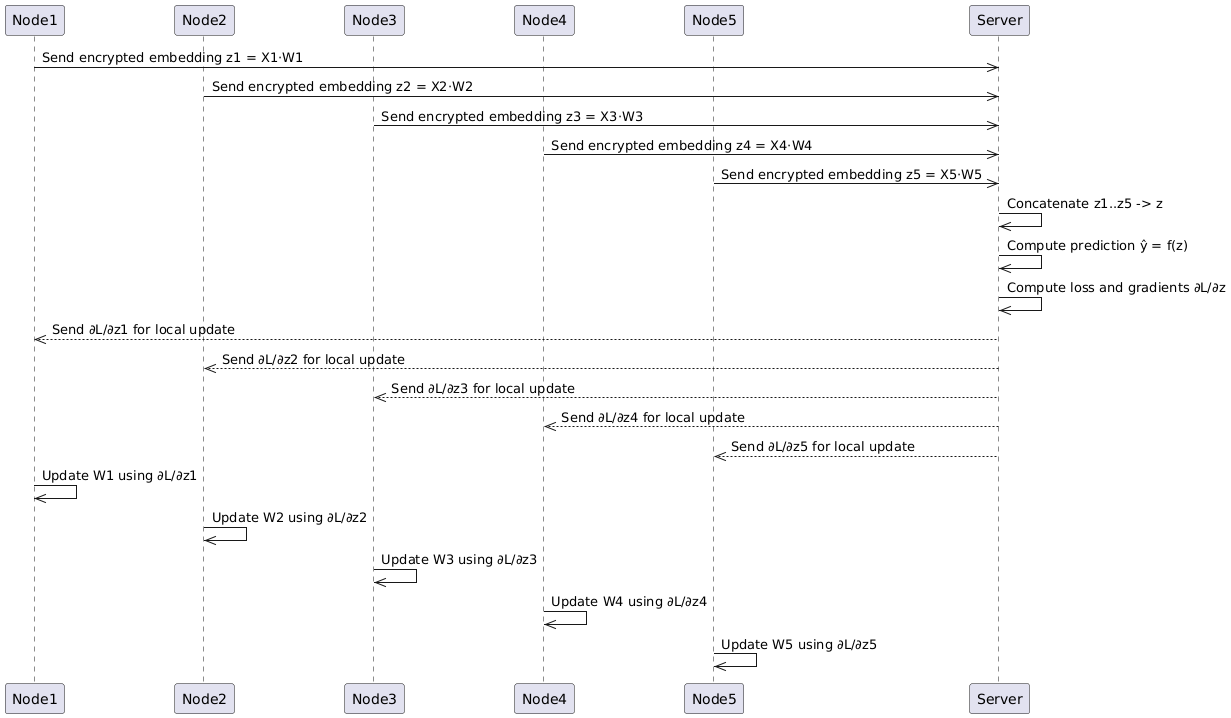 Node1 Node2 Node3 Node4 Node5 Server
Send encrypted embedding z1 = X1·W1
Send encrypted embedding z2 = X2·W2
Send encrypted embedding z3 = X3·W3
Send encrypted embedding z4 = X4·W4
Send encrypted embedding z5 = X5·W5
Concatenate z1..z5 -> z
Compute prediction ŷ = f(z)
Compute loss and gradients ∂L/∂z
Send ∂L/∂z1 for local update
Send ∂L/∂z2 for local update
Send ∂L/∂z3 for local update
Send ∂L/∂z4 for local update
Send ∂L/∂z5 for local update
Update W1 using ∂L/∂z1
Update W2 using ∂L/∂z2
Update W3 using ∂L/∂z3
Update W4 using ∂L/∂z4
Update W5 using ∂L/∂z5
Node1 Node2 Node3 Node4 Node5 Server